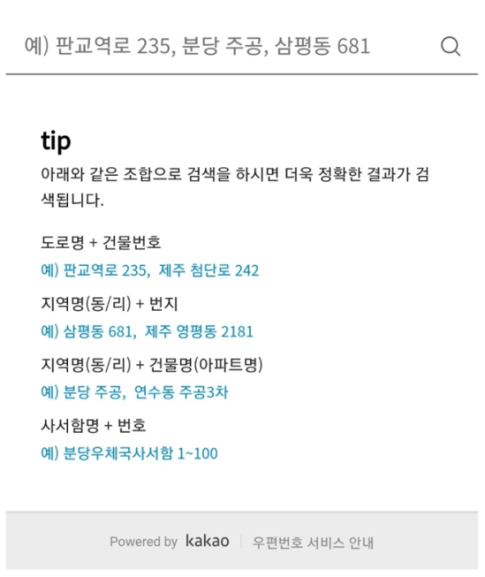 예) 판교역로 235, 분당 주공, 삼평동 681
tip
아래와 같은 조합으로 검색을 하시면 더욱 정확한 결과가 검
색됩니다.
도로명 + 건물번호
예) 판교역로 235, 제주 첨단로 242
지역명(동/리) + 번지
예) 삼평동 681, 제주 영평동 2181
지역명(동/리) + 건물명(아파트명)
예) 분당 주공, 연수동 주공3차
사서함명 + 번호
예) 분당우체국사서함 1~100
Powered by kakao | 우편번호 서비스 안내